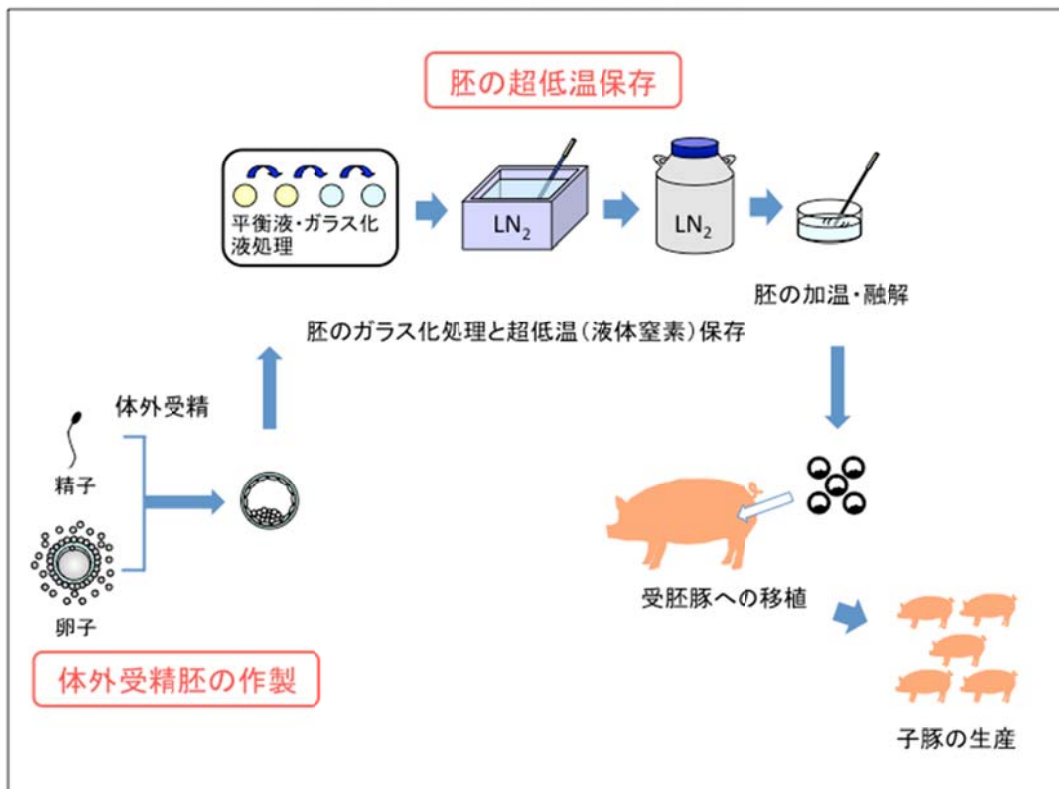 胚の超低温保存
平衡液・ガラス化
液処理
LN2
LN2
胚の加温・融解
胚のガラス化処理と超低温(液体窒素)保存
体外受精
精子
卵子
体外受精胚の作製
受胚豚への移植
子豚の生産